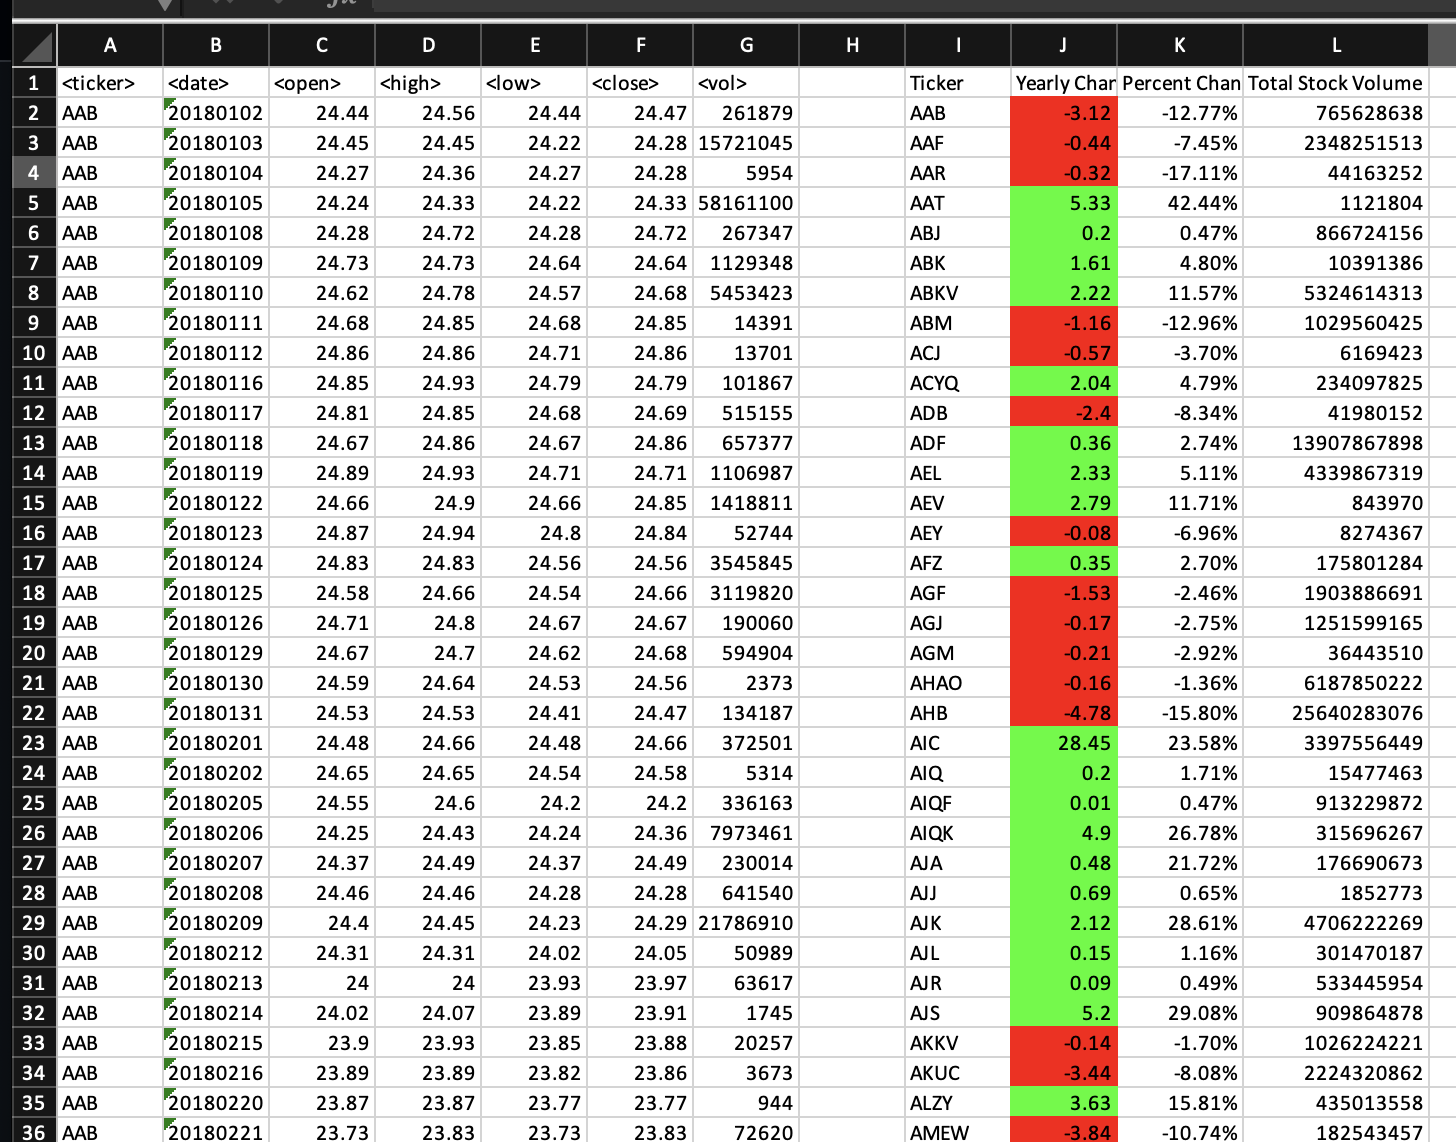 fx
A B C D E F G H I J K L
1 <ticker> <date> <open> <high> <low> <close> <vol> Ticker Yearly Chan Percent Chan Total Stock Volume
2 AAB 20180102 24.44 24.56 24.44 24.47 261879 AAB -3.12 -12.77% 765628638
3 AAB 20180103 24.45 24.45 24.22 24.28 15721045 AAF -0.44 -7.45% 2348251513
4 AAB 20180104 24.27 24.36 24.27 24.28 5954 AAR -0.32 -17.11% 44163252
5 AAB 20180105 24.24 24.33 24.22 24.33 58161100 AAT 5.33 42.44% 1121804
6 AAB 20180108 24.28 24.72 24.28 24.72 267347 ABJ 0.2 0.47% 866724156
7 AAB 20180109 24.73 24.73 24.64 24.64 1129348 ABK 1.61 4.80% 10391386
8 AAB 20180110 24.62 24.78 24.57 24.68 5453423 ABKV 2.22 11.57% 5324614313
9 AAB 20180111 24.68 24.85 24.68 24.85 14391 ABM -1.16 -12.96% 1029560425
10 AAB 20180112 24.86 24.86 24.71 24.86 13701 ACJ -0.57 -3.70% 6169423
11 AAB 20180116 24.85 24.93 24.79 24.79 101867 ACYQ 2.04 4.79% 234097825
12 AAB 20180117 24.81 24.85 24.68 24.69 515155 ADB -2.4 -8.34% 41980152
13 AAB 20180118 24.67 24.86 24.67 24.86 657377 ADF 0.36 2.74% 13907867898
14 AAB 20180119 24.89 24.93 24.71 24.71 1106987 AEL 2.33 5.11% 4339867319
15 AAB 20180122 24.66 24.9 24.66 24.85 1418811 AEV 2.79 11.71% 843970
16 AAB 20180123 24.87 24.94 24.8 24.84 52744 AEY -0.08 -6.96% 8274367
17 AAB 20180124 24.83 24.83 24.56 24.56 3545845 AFZ 0.35 2.70% 175801284
18 AAB 20180125 24.58 24.66 24.54 24.66 3119820 AGF -1.53 -2.46% 1903886691
19 AAB 20180126 24.71 24.8 24.67 24.67 190060 AGJ -0.17 -2.75% 1251599165
20 AAB 20180129 24.67 24.7 24.62 24.68 594904 AGM -0.21 -2.92% 36443510
21 AAB 20180130 24.59 24.64 24.53 24.56 2373 AHAO -0.16 -1.36% 6187850222
22 AAB 20180131 24.53 24.53 24.41 24.47 134187 AHB -4.78 -15.80% 25640283076
23 AAB 20180201 24.48 24.66 24.48 24.66 372501 AIC 28.45 23.58% 3397556449
24 AAB 20180202 24.65 24.65 24.54 24.58 5314 AIQ 0.2 1.71% 15477463
25 AAB 20180205 24.55 24.6 24.2 24.2 336163 AIQF 0.01 0.47% 913229872
26 AAB 20180206 24.25 24.43 24.24 24.36 7973461 AIQK 4.9 26.78% 315696267
27 AAB 20180207 24.37 24.49 24.37 24.49 230014 AJA 0.48 21.72% 176690673
28 AAB 20180208 24.46 24.46 24.28 24.28 641540 AJJ 0.69 0.65% 1852773
29 AAB 20180209 24.4 24.45 24.23 24.29 21786910 AJK 2.12 28.61% 4706222269
30 AAB 20180212 24.31 24.31 24.02 24.05 50989 AJL 0.15 1.16% 301470187
31 AAB 20180213 24 24 23.93 23.97 63617 AJR 0.09 0.49% 533445954
32 AAB 20180214 24.02 24.07 23.89 23.91 1745 AJS 5.2 29.08% 909864878
33 AAB 20180215 23.9 23.93 23.85 23.88 20257 AKKV -0.14 -1.70% 1026224221
34 AAB 20180216 23.89 23.89 23.82 23.86 3673 AKUC -3.44 -8.08% 2224320862
35 AAB 20180220 23.87 23.87 23.77 23.77 944 ALZY 3.63 15.81% 435013558
36 AAB 20180221 23.73 23.83 23.73 23.83 72620 AMEW -3.84 -10.74% 182543457